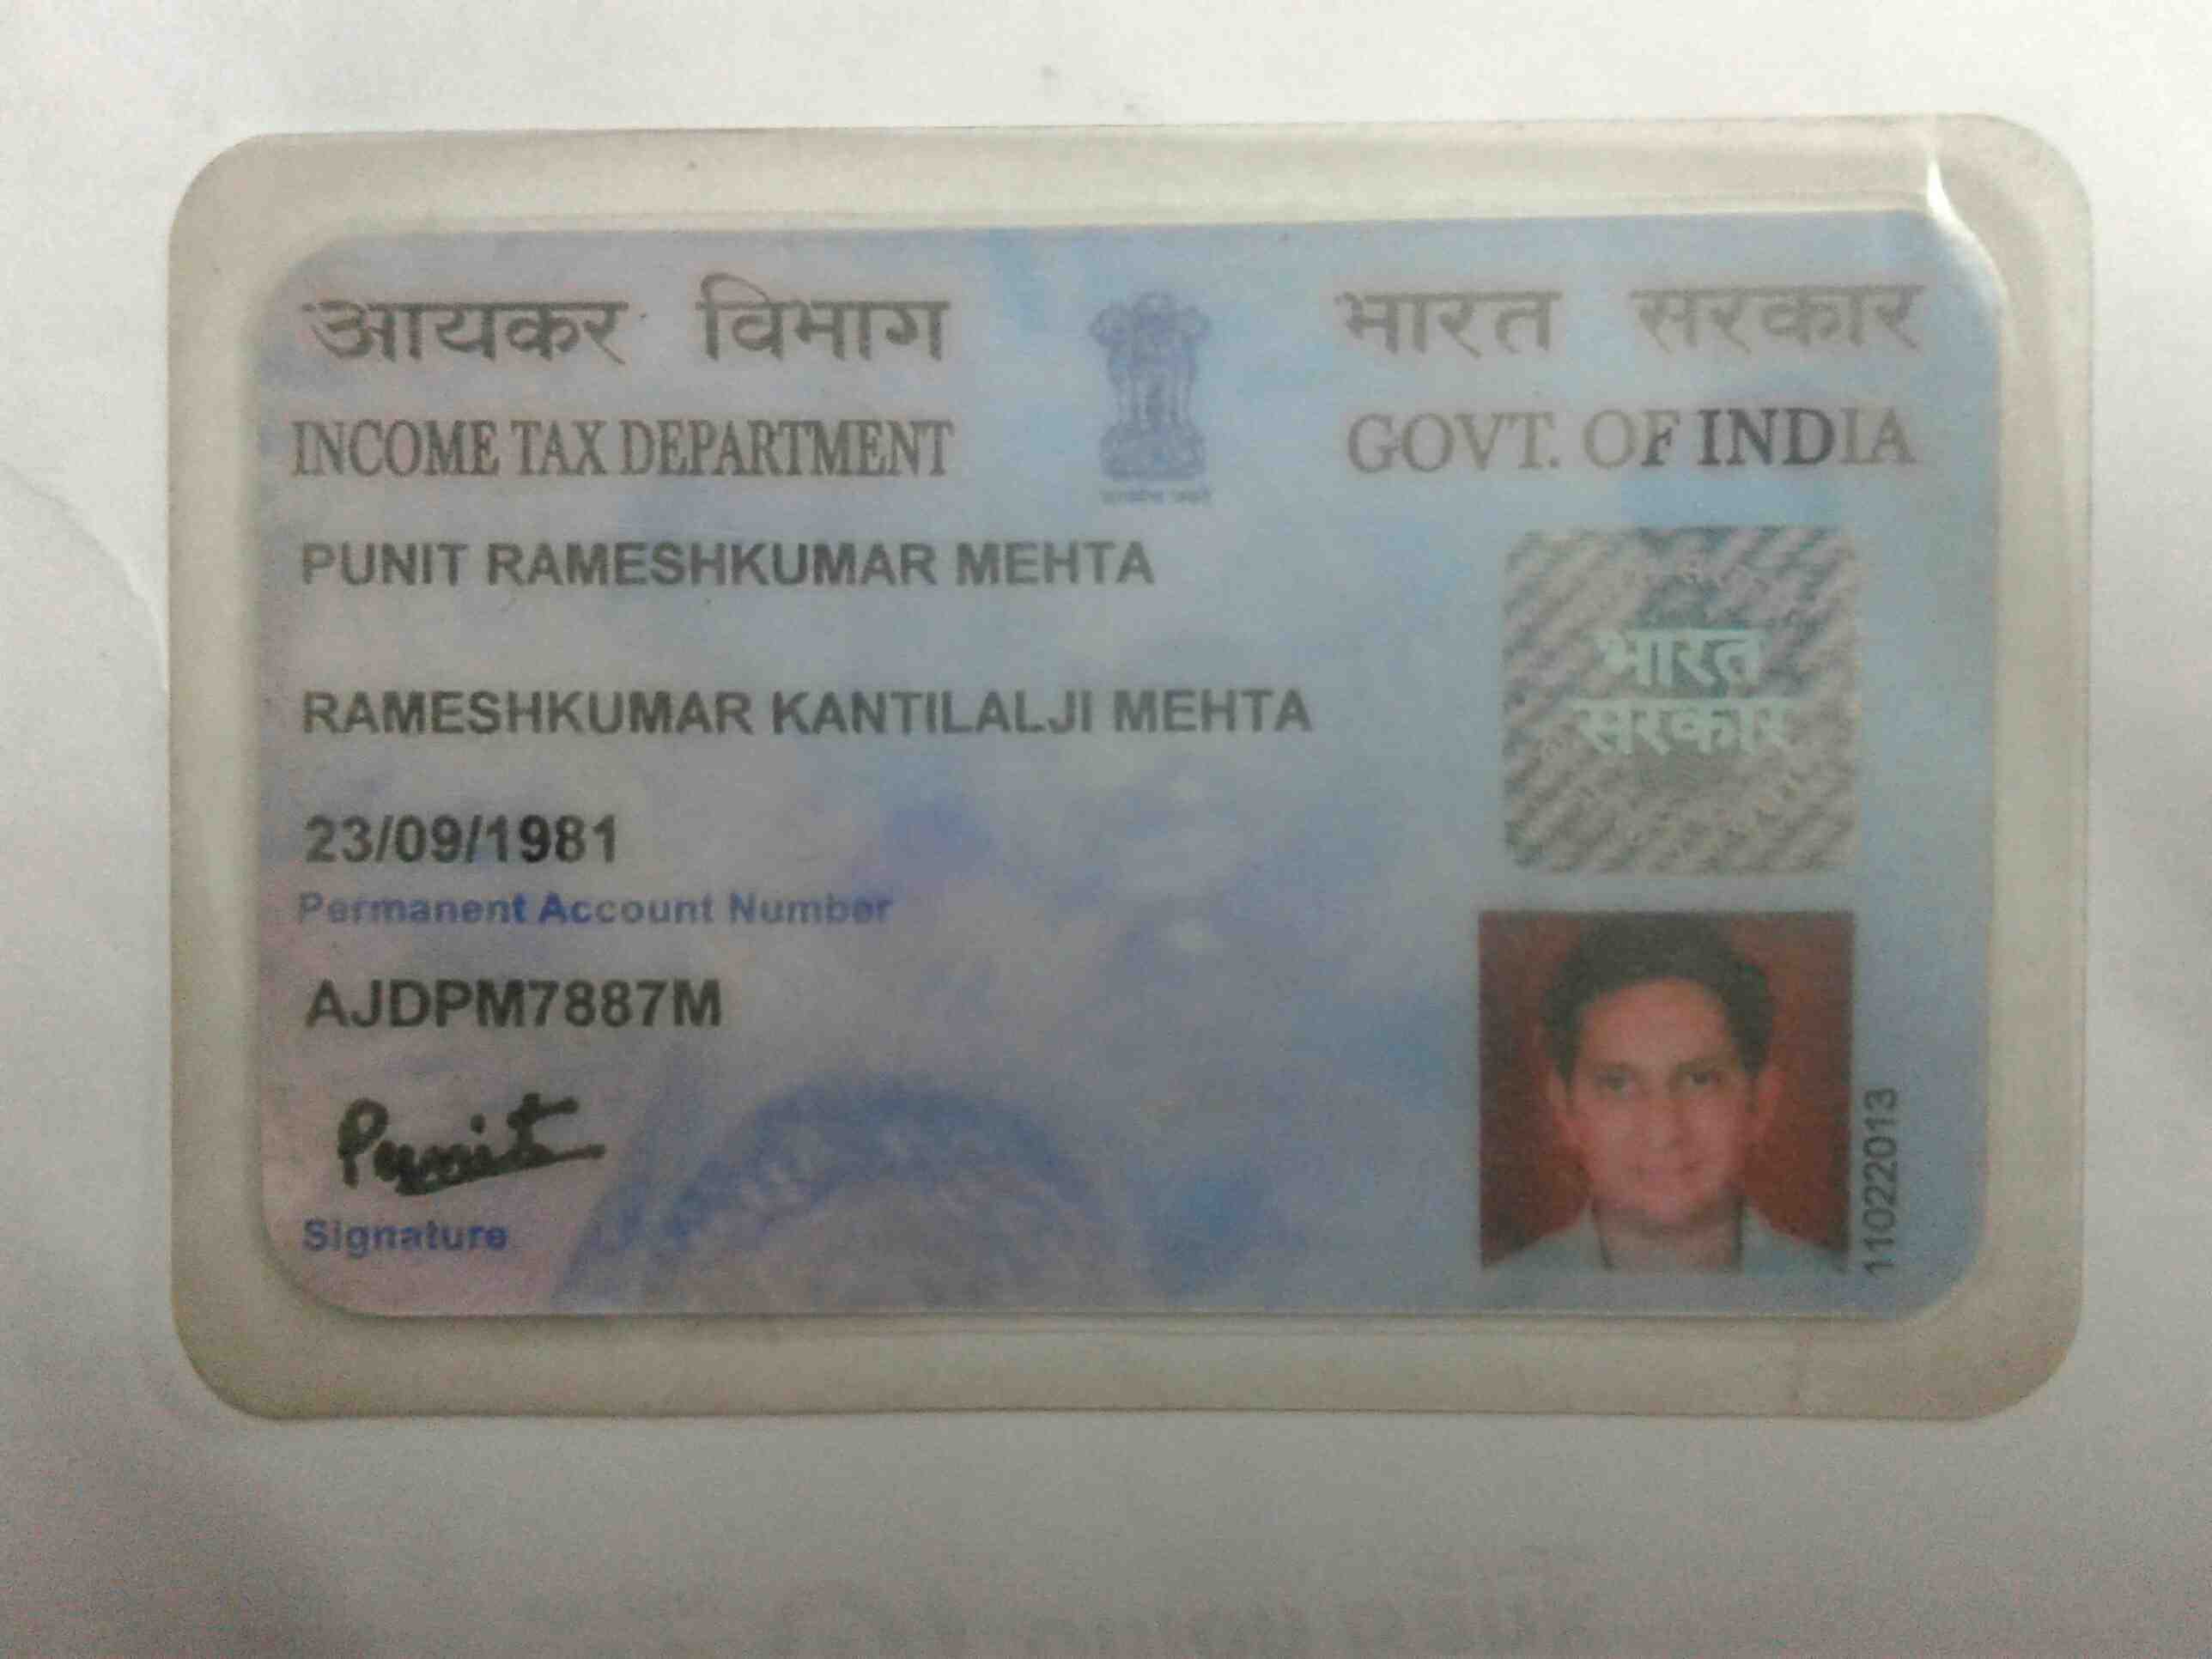 आयकर विभाग
INCOME TAX DEPARTMENT
भारत सरकार
GOVT. OF INDIA
PUNIT RAMESHKUMAR MEHTA
RAMESHKUMAR KANTILALJI MEHTA
23/09/1981
Permanent Account Number
AJDPM7887M
Punit
Signature
भारत
सरकार
11022013